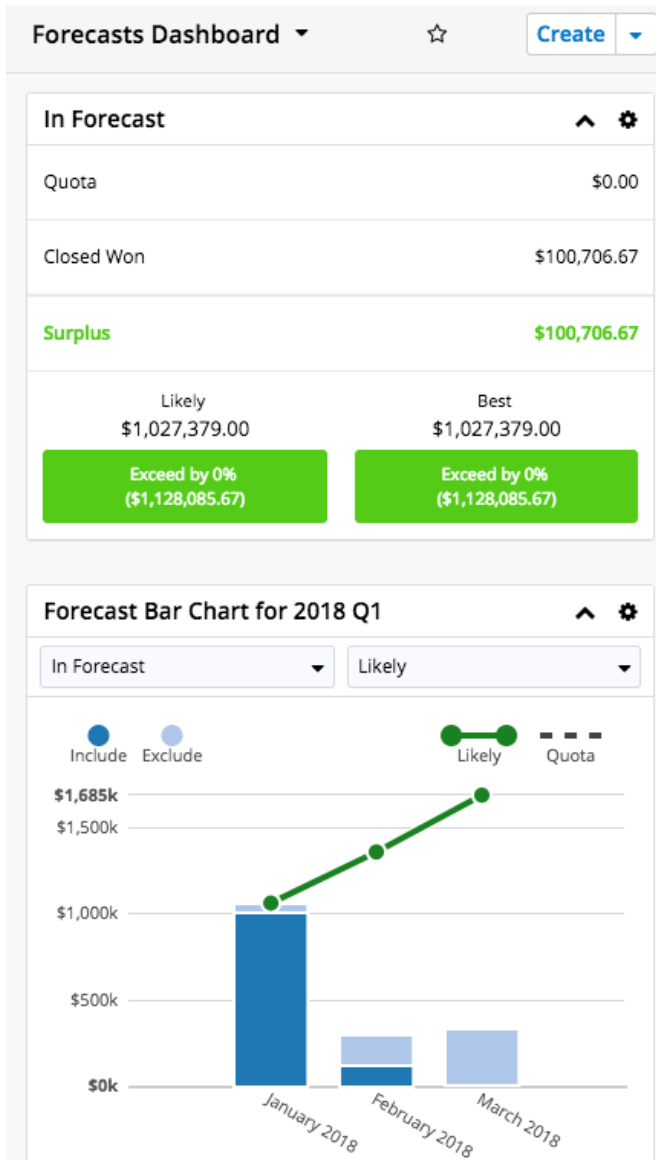 Forecasts Dashboard Create
In Forecast
Quota $0.00
Closed Won $100,706.67
Surplus $100,706.67
Likely Best
$1,027,379.00 $1,027,379.00
Exceed by 0% Exceed by 0%
($1,128,085.67) ($1,128,085.67)
Forecast Bar Chart for 2018 Q1
In Forecast Likely
Include Exclude Likely Quota
$1,685k
$1,500k
$1,000k
$500k
$0k
January 2018 February 2018 March 2018